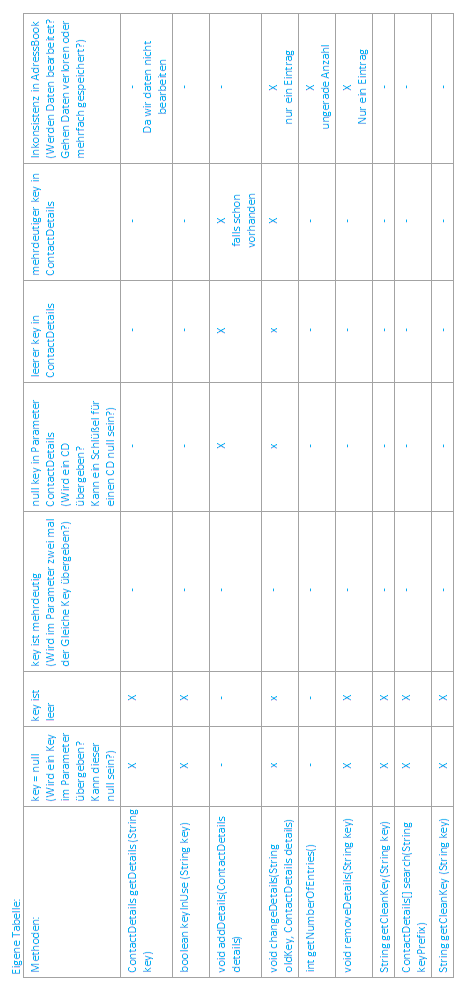 Eigene Tabelle:
Methoden:
key = null
(Wird ein Key
im Parameter
übergeben?
Kann dieser
null sein?)
key ist
leer
key ist mehrdeutig
(Wird im Parameter zwei mal
der Gleiche Key übergeben?)
null key in Parameter
ContactDetails
(Wird ein CD
übergeben?
Kann ein Schlüßel für
einen CD null sein?)
leerer key in
ContactDetails
mehrdeutiger key in
ContactDetails
Inkonsistenz in AdressBook
(Werden Daten bearbeitet?
Gehen Daten verloren oder
mehrfach gespeichert?)
ContactDetails getDetails (String
key)
X
X
-
-
-
-
-
Da wir daten nicht
bearbeiten
boolean keyInUse (String key)
X
X
-
-
-
-
-
void addDetails(ContactDetails
details)
-
-
-
X
X
X
falls schon
vorhanden
-
void changeDetails(String
oldKey, ContactDetails details)
x
x
-
x
x
X
X
nur ein Eintrag
int getNumberOfEntries()
-
-
-
-
-
-
X
ungerade Anzahl
void removeDetails(String key)
X
X
-
-
-
-
X
Nur ein Eintrag
String getCleanKey(String key)
X
X
-
-
-
-
-
ContactDetails[] search(String
keyPrefix)
X
X
-
-
-
-
-
String getCleanKey (String key)
X
X
-
-
-
-
-